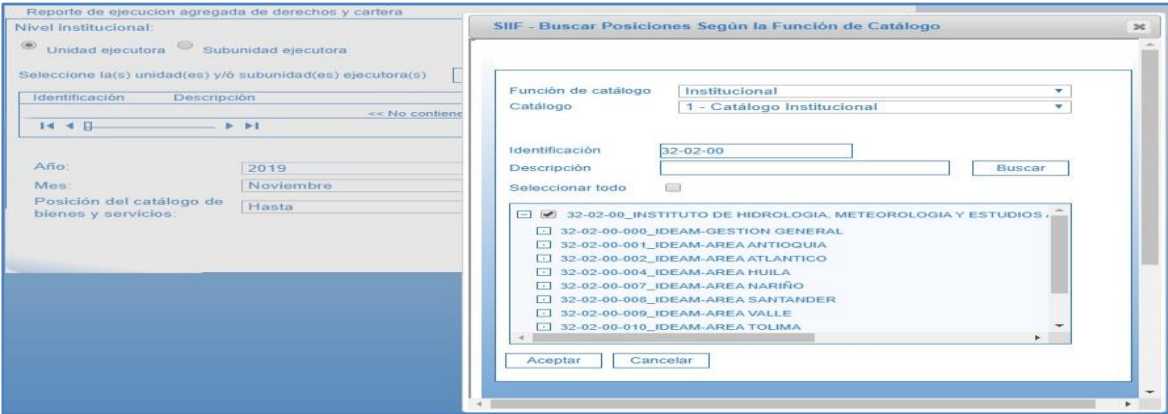 Reporte de ejecucion agregada de derechos y cartera
Nivel institucional:
Unidad ejecutora Subunidad ejecutora
Seleccione la(s) unidad(es) y/ó subunidad(es) ejecutora(s)
Identificación Descripción
<< No contiene
Año: 2019
Mes: Noviembre
Posición del catálogo de bienes y servicios: Hasta
SIIF - Buscar Posiciones Según la Función de Catálogo
Función de catálogo Institucional
Catálogo 1 - Catálogo Institucional
Identificación 32-02-00
Descripción Buscar
Seleccionar todo
32-02-00_INSTITUTO DE HIDROLOGIA, METEOROLOGIA Y ESTUDIOS
32-02-00-000_IDEAM-GESTION GENERAL
32-02-00-001_IDEAM-AREA ANTIOQUIA
32-02-00-002_IDEAM-AREA ATLANTICO
32-02-00-004_IDEAM-AREA HUILA
32-02-00-007_IDEAM-AREA NARIÑO
32-02-00-008_IDEAM-AREA SANTANDER
32-02-00-009_IDEAM-AREA VALLE
32-02-00-010_IDEAM-AREA TOLIMA
Aceptar Cancelar